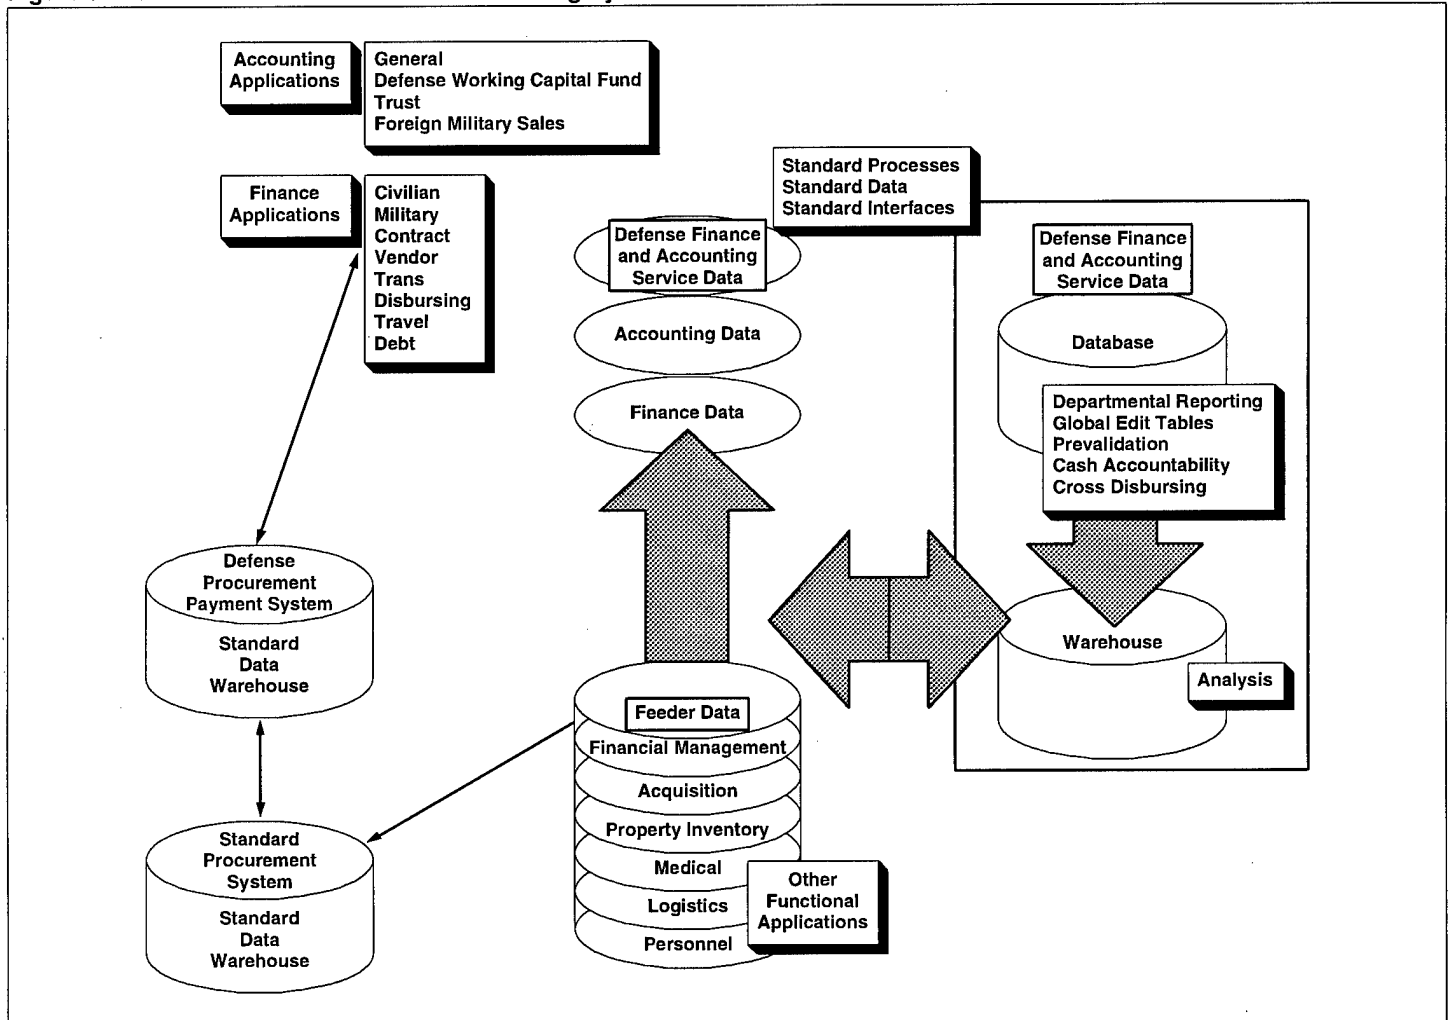 Accounting
Applications
General
Defense Working Capital Fund
Trust
Foreign Military Sales
Finance
Applications
Civilian
Military
Contract
Vendor
Trans
Disbursing
Travel
Debt
Standard Processes
Standard Data
Standard Interfaces
Defense Finance
and Accounting
Service Data
Accounting Data
Finance Data
Defense Finance
and Accounting
Service Data
Database
Departmental Reporting
Global Edit Tables
Prevalidation
Cash Accountability
Cross Disbursing
Warehouse
Analysis
Defense
Procurement
Payment System
Standard
Data
Warehouse
Standard
Procurement
System
Standard
Data
Warehouse
Feeder Data
Financial Management
Acquisition
Property Inventory
Medical
Logistics
Personnel
Other
Functional
Applications